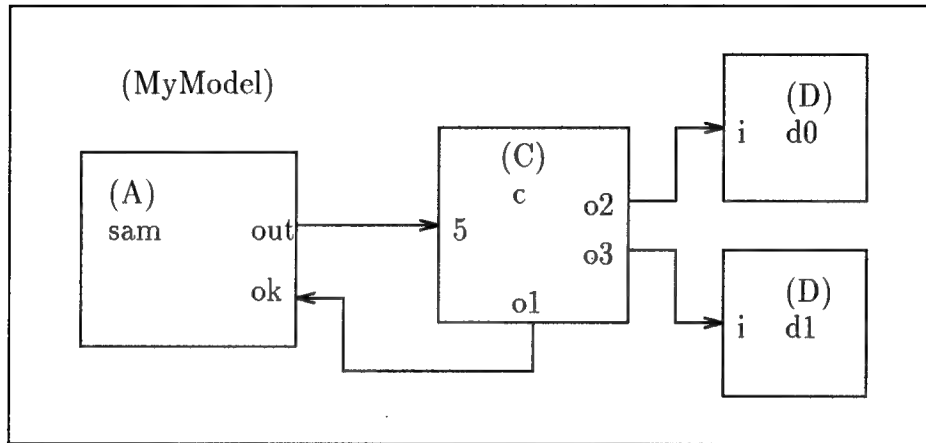 (MyModel)
(A)
sam
out
ok
(C)
c
5
o2
o3
o1
(D)
i d0
(D)
i d1